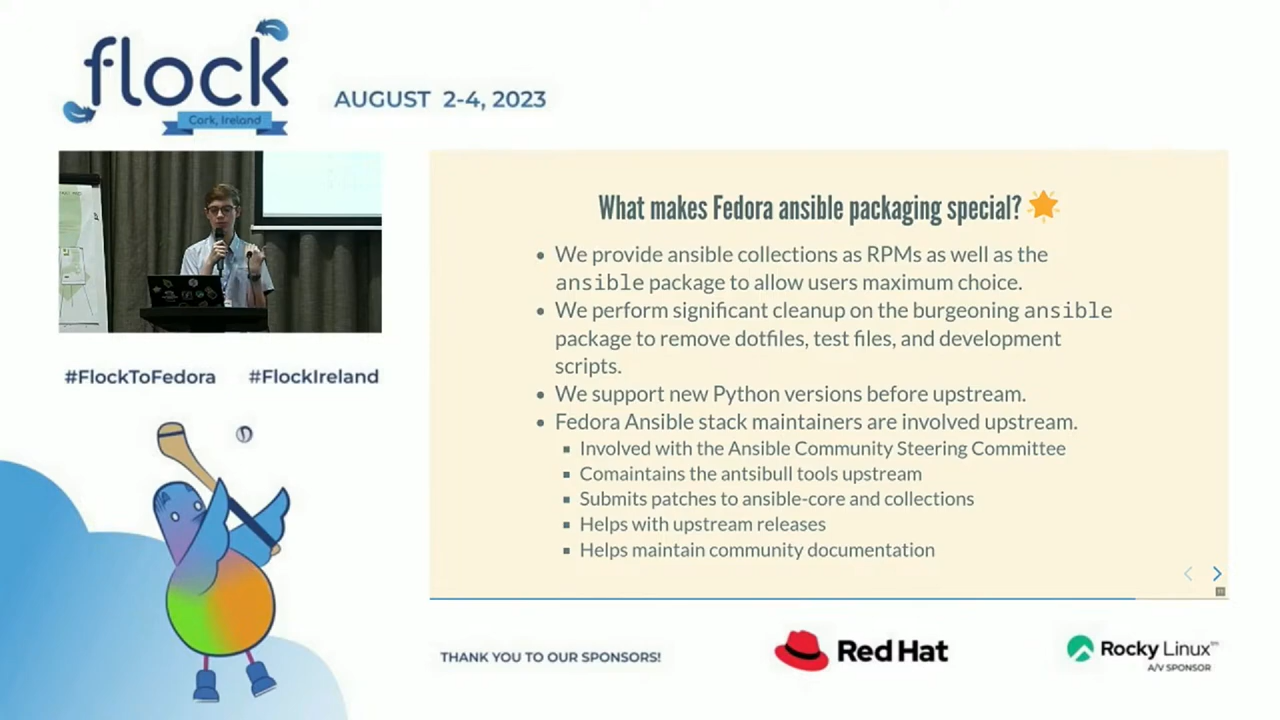 flock
Cork, Ireland
AUGUST 2-4, 2023
#FlockToFedora #FlockIreland
What makes Fedora ansible packaging special?
We provide ansible collections as RPMs as well as the
ansible package to allow users maximum choice.
We perform significant cleanup on the burgeoning ansible
package to remove dotfiles, test files, and development
scripts.
We support new Python versions before upstream.
Fedora Ansible stack maintainers are involved upstream.
Involved with the Ansible Community Steering Committee
Comaintains the antsibull tools upstream
Submits patches to ansible-core and collections
Helps with upstream releases
Helps maintain community documentation
THANK YOU TO OUR SPONSORS!
Red Hat
Rocky Linux™
A/V SPONSOR